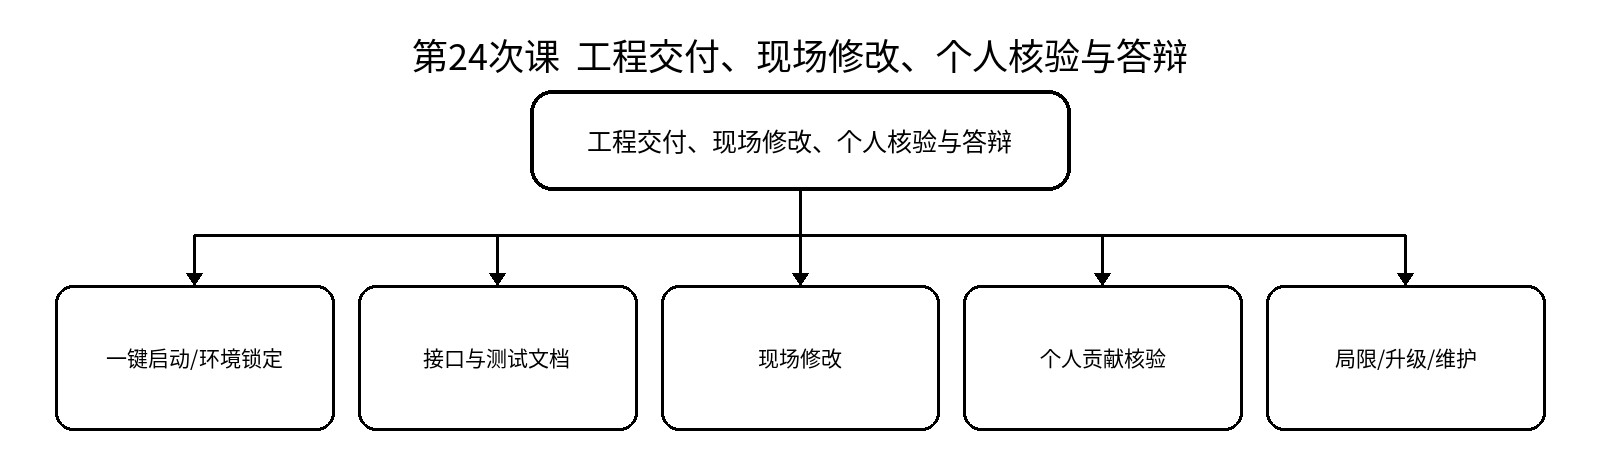 第24次课 工程交付、现场修改、个人核验与答辩
工程交付、现场修改、个人核验与答辩
一键启动/环境锁定
接口与测试文档
现场修改
个人贡献核验
局限/升级/维护